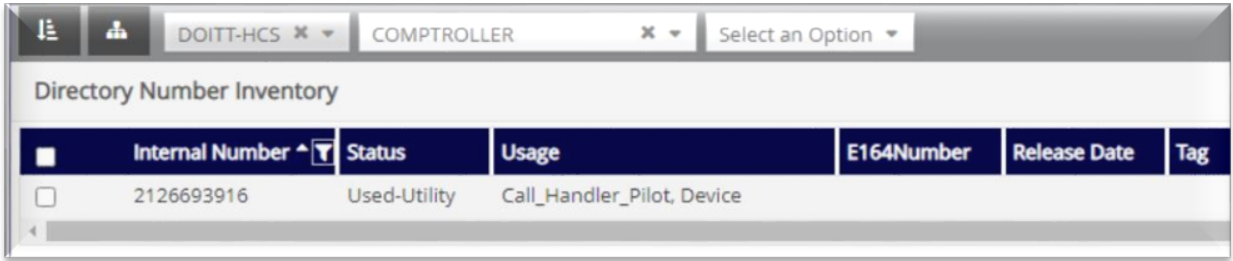 DOITT-HCS COMPTROLLER Select an Option
Directory Number Inventory
Internal Number Status Usage E164Number Release Date Tag
2126693916 Used-Utility Call_Handler_Pilot, Device